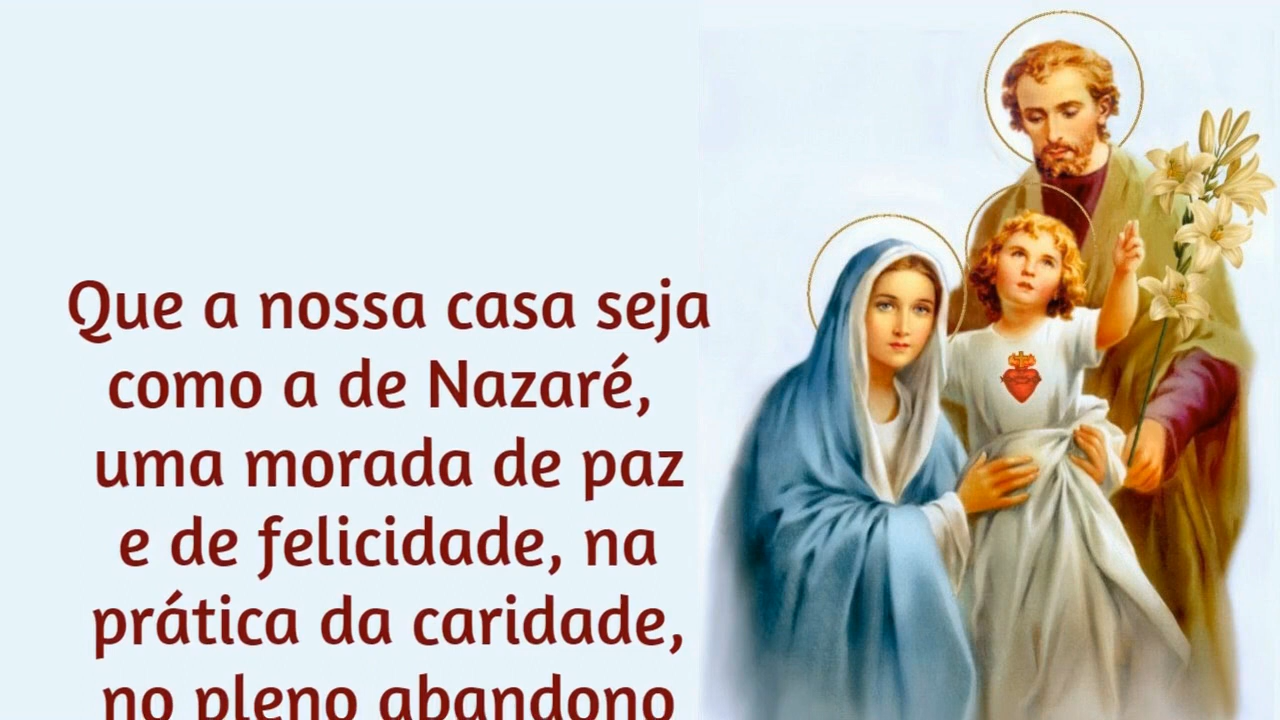 Que a nossa casa seja
como a de Nazaré,
uma morada de paz
e de felicidade, na
prática da caridade,
no pleno abandono